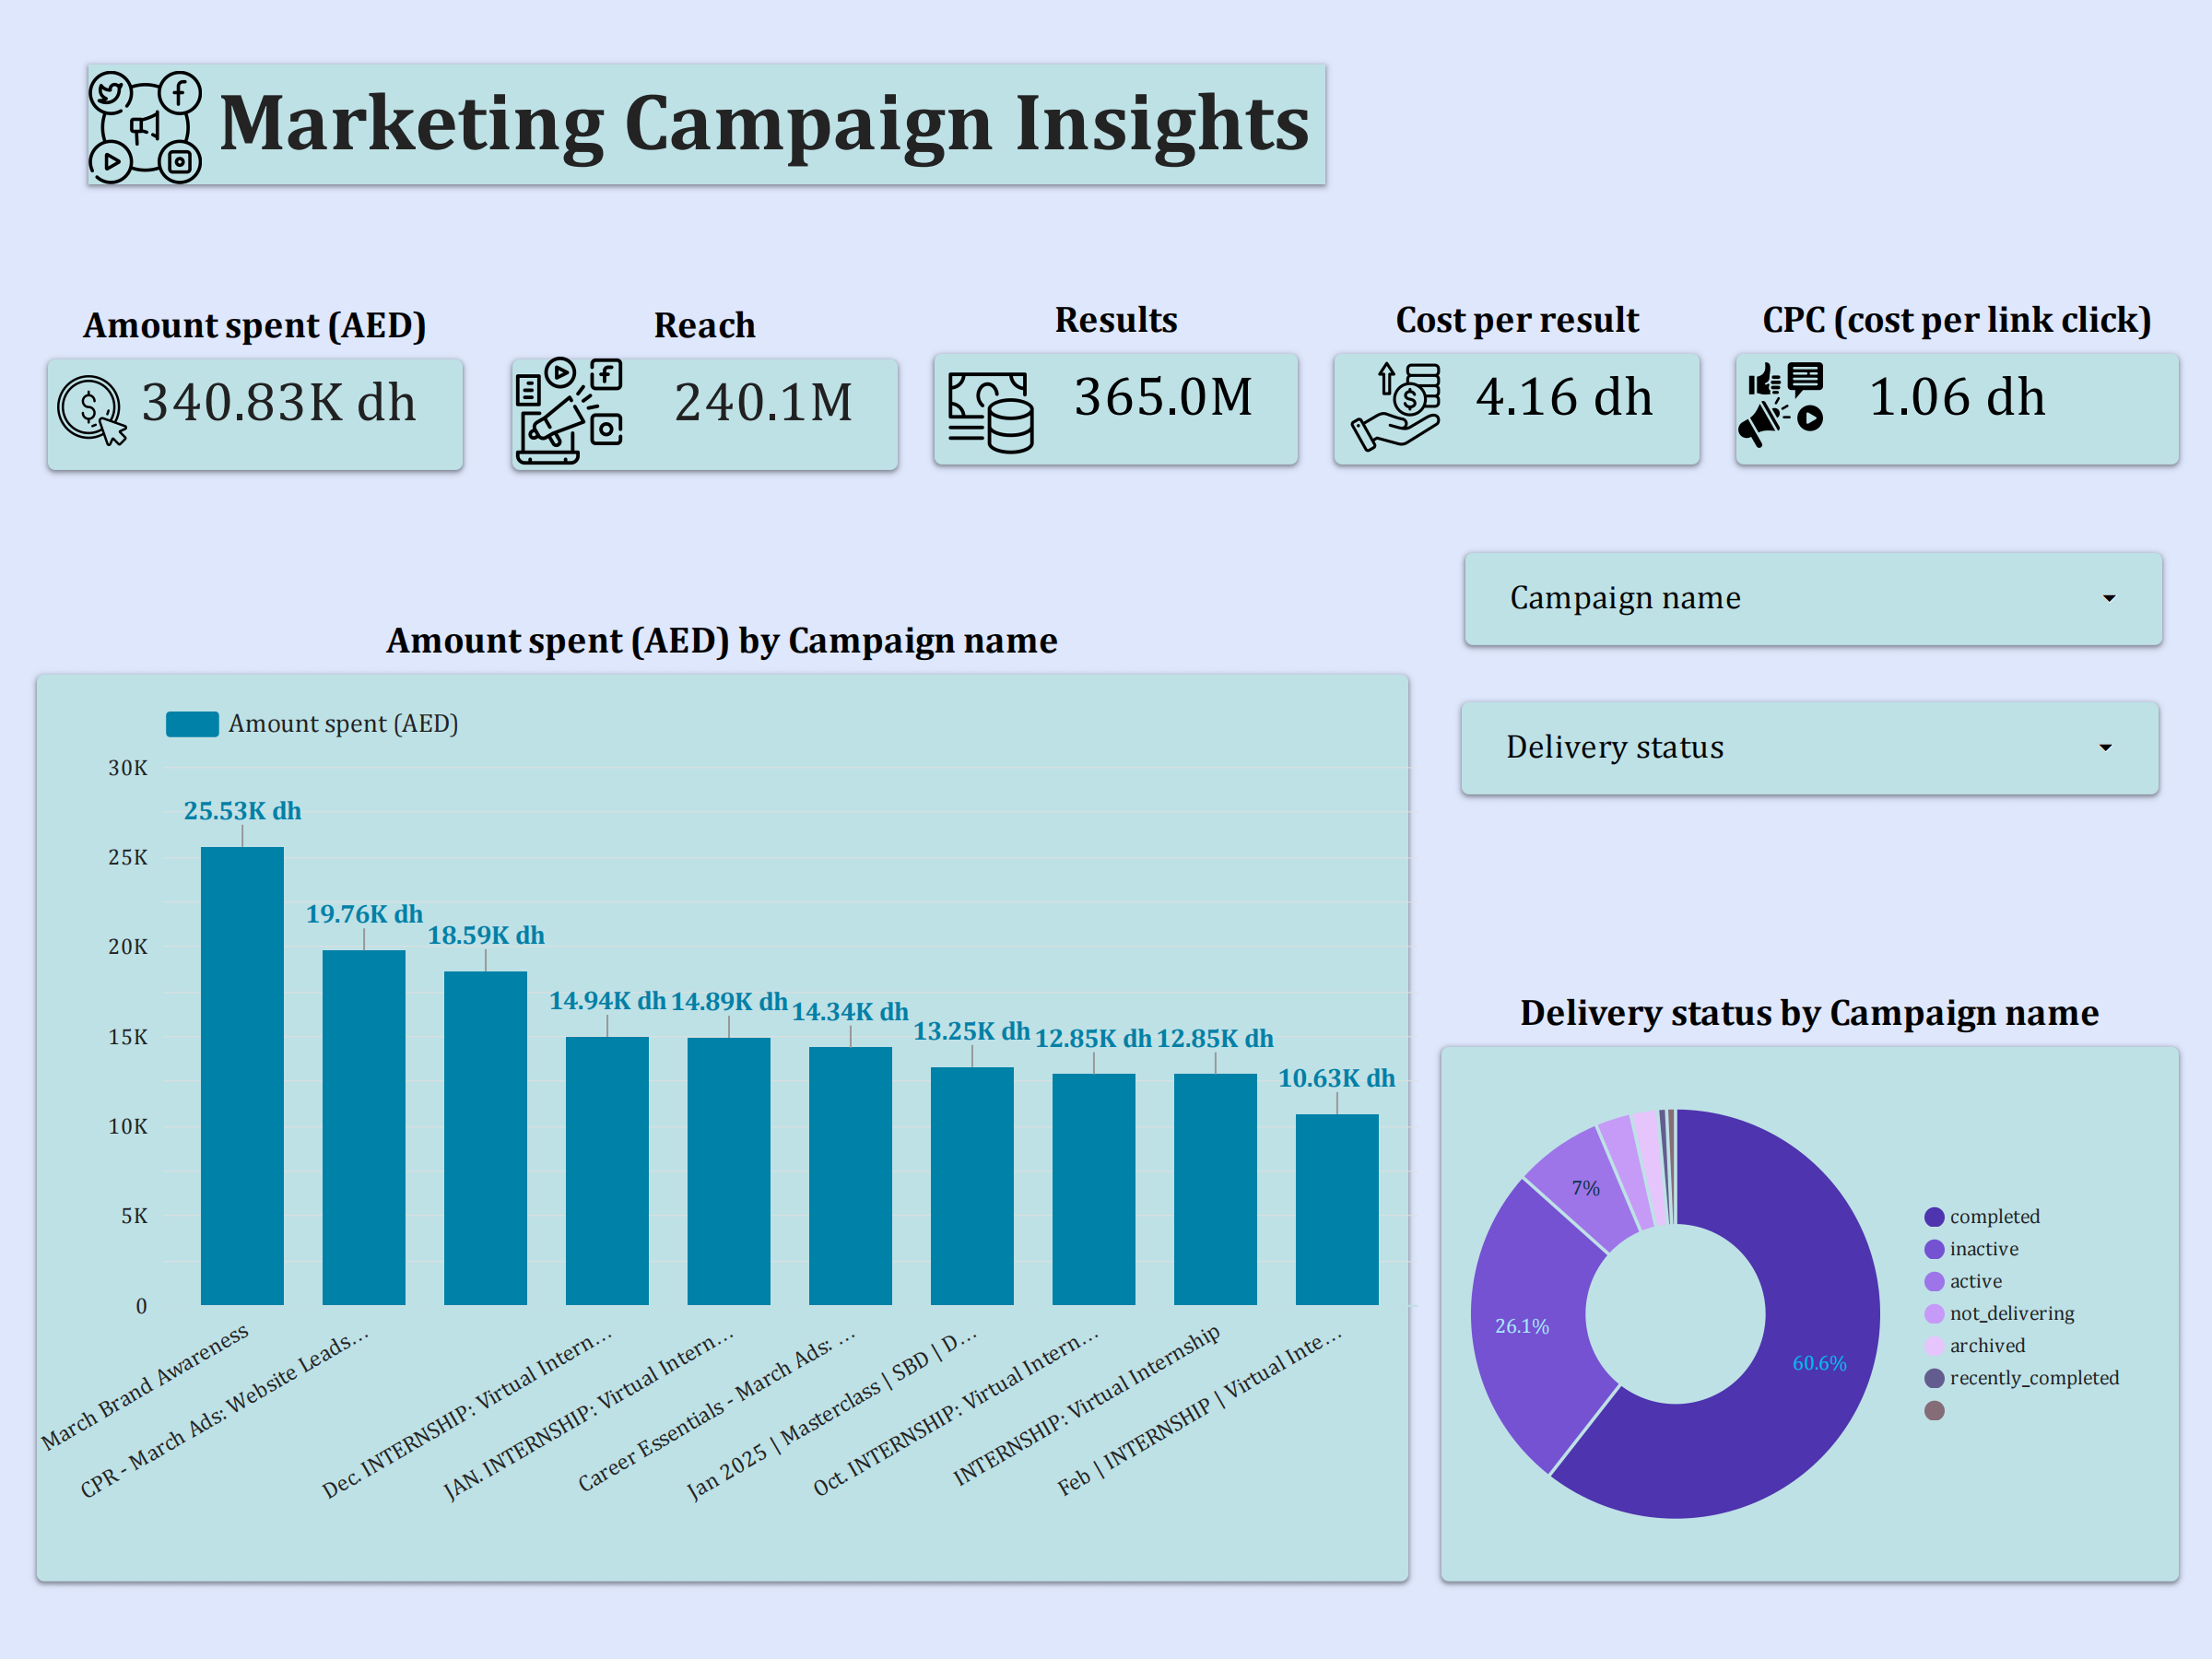 Marketing Campaign Insights
Amount spent (AED)
340.83K dh
Reach
240.1M
Results
365.0M
Cost per result
4.16 dh
CPC (cost per link click)
1.06 dh
Campaign name
Delivery status
Amount spent (AED) by Campaign name
Amount spent (AED)
30K
25K
20K
15K
10K
5K
0
25.53K dh
19.76K dh
18.59K dh
14.94K dh
14.89K dh
14.34K dh
13.25K dh
12.85K dh
12.85K dh
10.63K dh
March Brand Awareness
CPR - March Ads: Website Leads...
Dec. INTERNSHIP: Virtual Intern...
JAN. INTERNSHIP: Virtual Intern...
Career Essentials - March Ads: ...
Jan 2025 | Masterclass | SBD | D...
Oct. INTERNSHIP: Virtual Intern...
INTERNSHIP: Virtual Internship
Feb | INTERNSHIP | Virtual Inte...
Delivery status by Campaign name
7%
26.1%
60.6%
completed
inactive
active
not_delivering
archived
recently_completed